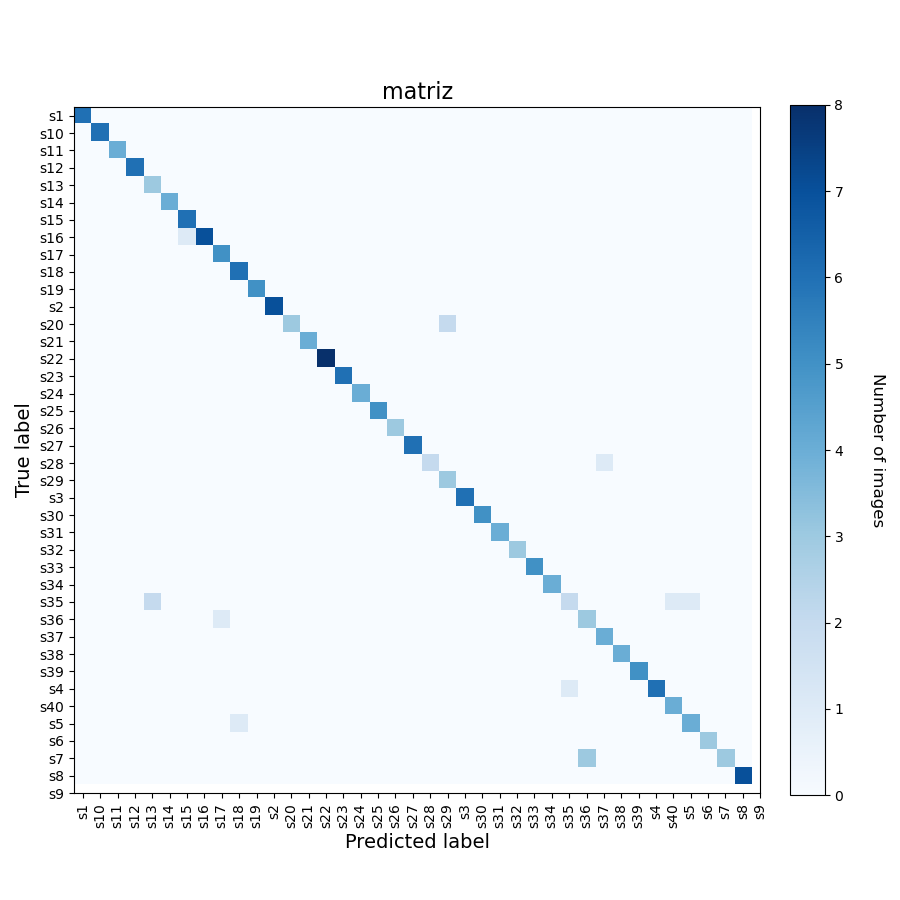 matriz
True label
s1
s10
s11
s12
s13
s14
s15
s16
s17
s18
s19
s2
s20
s21
s22
s23
s24
s25
s26
s27
s28
s29
s3
s30
s31
s32
s33
s34
s35
s36
s37
s38
s39
s4
s40
s5
s6
s7
s8
s9
s1 s10 s11 s12 s13 s14 s15 s16 s17 s18 s19 s2 s20 s21 s22 s23 s24 s25 s26 s27 s28 s29 s3 s30 s31 s32 s33 s34 s35 s36 s37 s38 s39 s4 s40 s5 s6 s7 s8 s9
Predicted label
8
7
6
5
4
3
2
1
0
Number of images